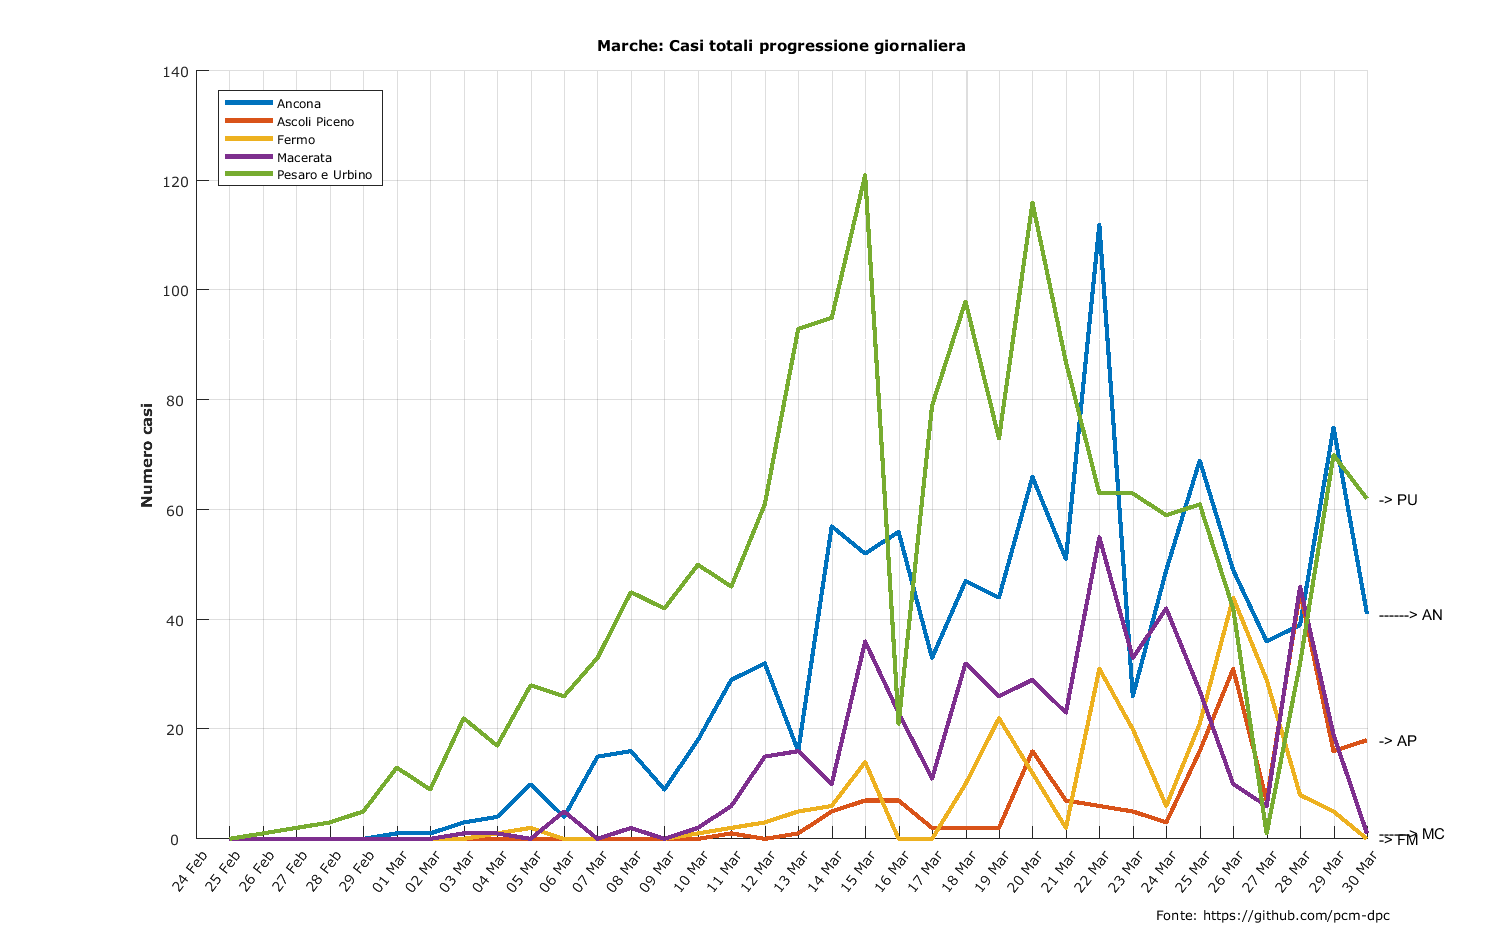 Marche: Casi totali progressione giornaliera
140
120
100
80
60
40
20
0
Numero casi
Ancona
Ascoli Piceno
Fermo
Macerata
Pesaro e Urbino
-> PU
------> AN
-> AP
------> MC
-> FM
24 Feb
25 Feb
26 Feb
27 Feb
28 Feb
29 Feb
01 Mar
02 Mar
03 Mar
04 Mar
05 Mar
06 Mar
07 Mar
08 Mar
09 Mar
10 Mar
11 Mar
12 Mar
13 Mar
14 Mar
15 Mar
16 Mar
17 Mar
18 Mar
19 Mar
20 Mar
21 Mar
22 Mar
23 Mar
24 Mar
25 Mar
26 Mar
27 Mar
28 Mar
29 Mar
30 Mar
Fonte: https://github.com/pcm-dpc